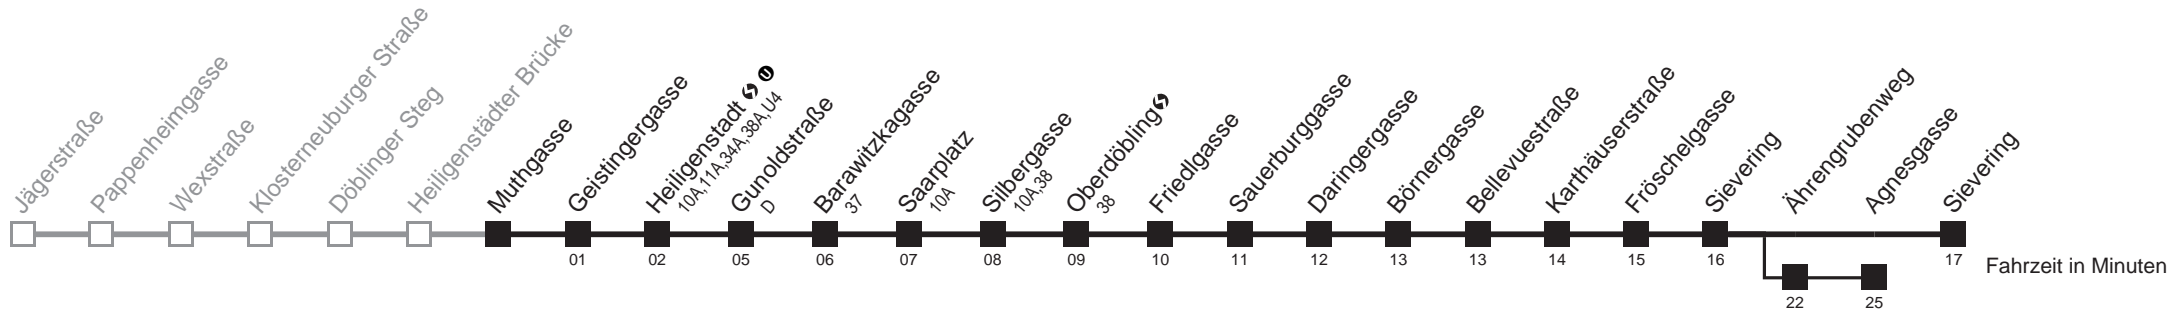 Jägerstraße
Pappenheimgasse
Wexstraße
Klosterneuburger Straße
Döblinger Steg
Heiligenstädter Brücke
Muthgasse
Geistingergasse
Heiligenstadt S U
10A,11A,34A,38A,U4
Gunoldstraße
D
Barawitzkagasse
37
Saarplatz
10A
Silbergasse
10A,38
Oberdöbling S
38
Friedlgasse
Sauerburggasse
Daringergasse
Börnergasse
Bellevuestraße
Karthäuserstraße
Fröschelgasse
Sievering
Ährengrubenweg
Agnesgasse
Sievering
01 02 05 06 07 08 09 10 11 12 13 13 14 15 16 17
Fahrzeit in Minuten
22 25